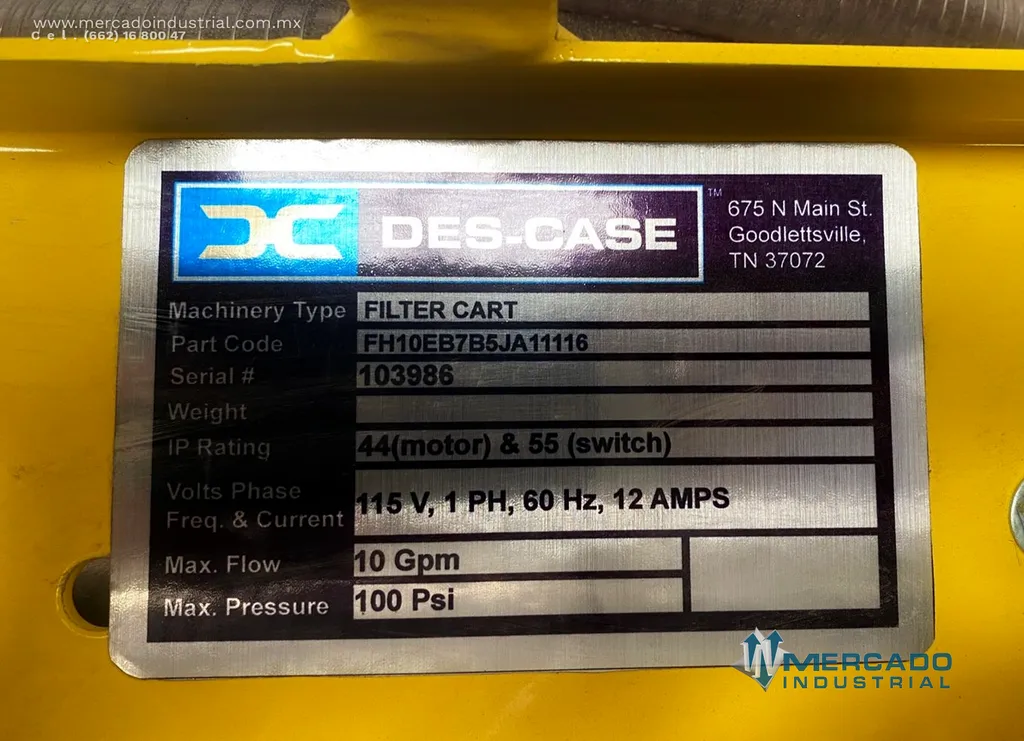 www.mercadoindustrial.com.mx
Cel. (662) 16 800 47
DC DES-CASE ™
675 N Main St.
Goodlettsville,
TN 37072
Machinery Type FILTER CART
Part Code FH10EB7B5JA11116
Serial # 103986
Weight
IP Rating 44(motor) & 55 (switch)
Volts Phase
Freq. & Current 115 V, 1 PH, 60 Hz, 12 AMPS
Max. Flow 10 Gpm
Max. Pressure 100 Psi
MERCADO
INDUSTRIAL